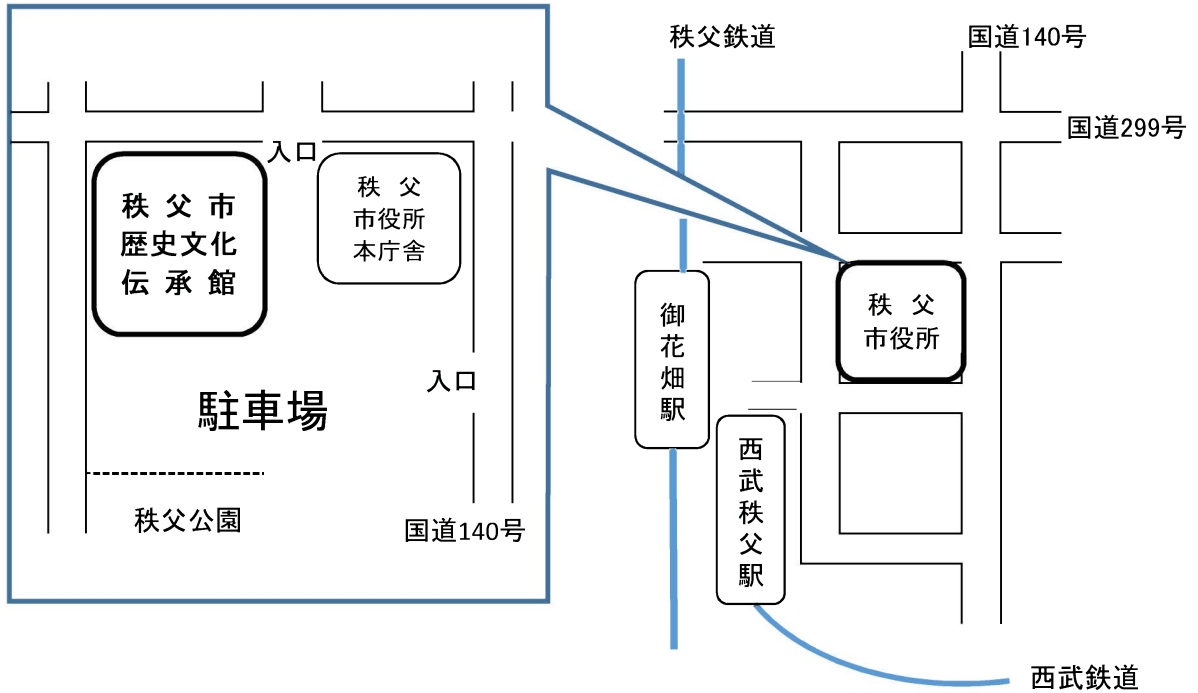 秩父鉄道
国道140号
国道299号
入口
秩父市
歴史文化
伝承館
秩父
市役所
本庁舎
入口
駐車場
秩父公園
国道140号
秩父
市役所
御花畑駅
西武秩父駅
西武鉄道